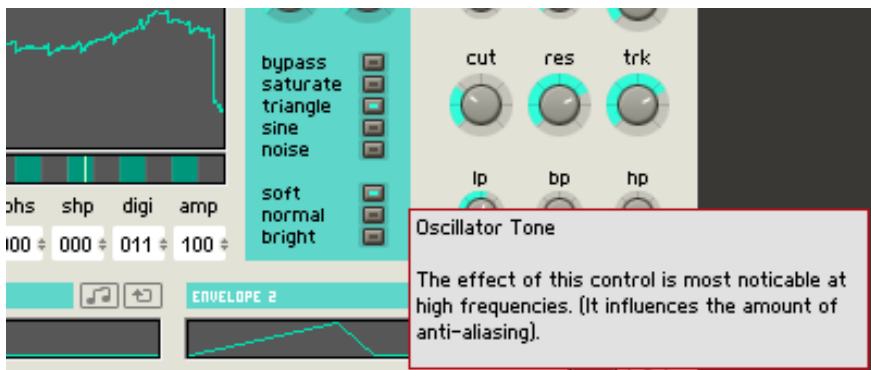 bypass
saturate
triangle
sine
noise
cut res trk
lp bp hp
soft
normal
bright
phs shp digi amp
000 000 011 100
ENVELOPE 2
Oscillator Tone
The effect of this control is most noticable at
high frequencies. (It influences the amount of
anti-aliasing).